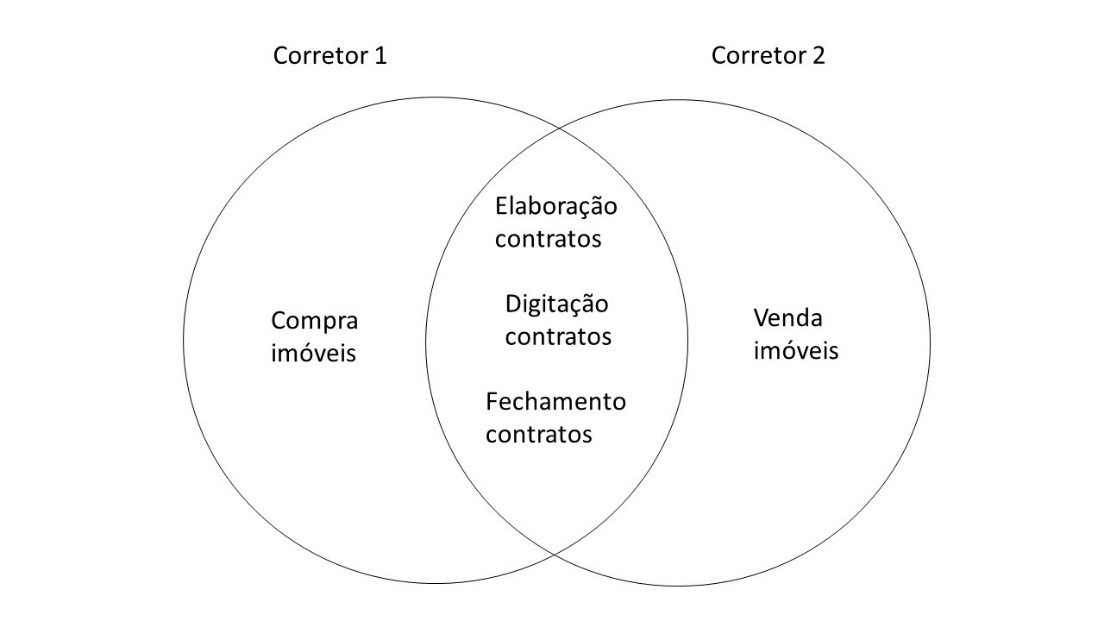 Corretor 1
Corretor 2
Elaboração
contratos
Digitação
contratos
Compra
imóveis
Venda
imóveis
Fechamento
contratos